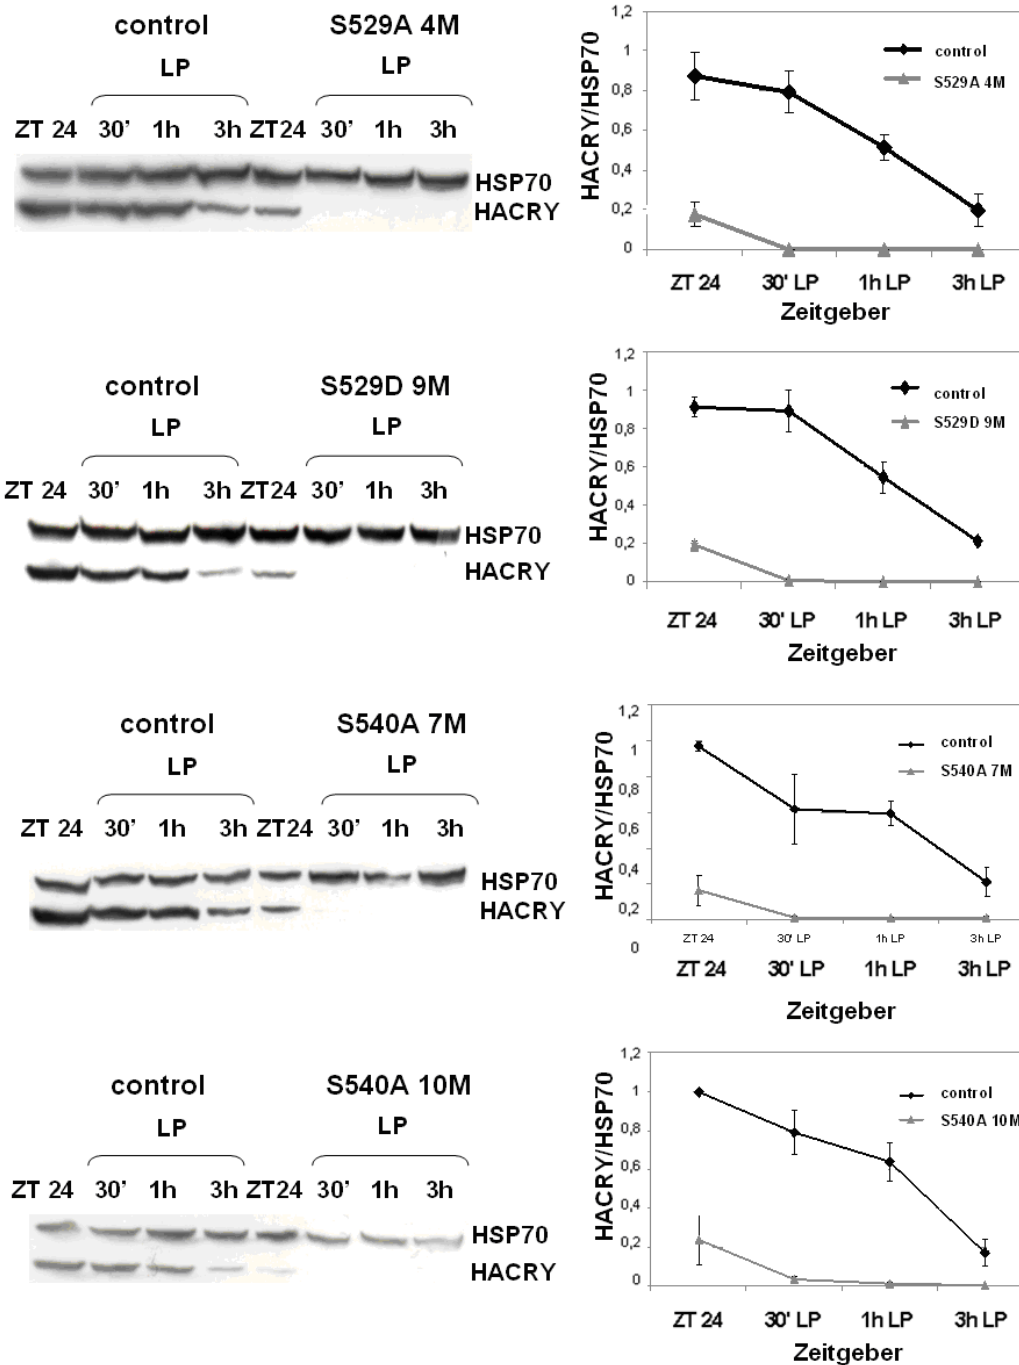 control S529A 4M
LP LP
ZT 24 30' 1h 3h ZT24 30' 1h 3h
HSP70
HACRY
HACRY/HSP70
1,2
1
0,8
0,6
0,4
0,2
0
control
S529A 4M
ZT 24 30' LP 1h LP 3h LP
Zeitgeber
control S529D 9M
LP LP
ZT 24 30' 1h 3h ZT24 30' 1h 3h
HSP70
HACRY
HACRY/HSP70
1,2
1
0,8
0,6
0,4
0,2
0
control
S529D 9M
ZT 24 30' LP 1h LP 3h LP
Zeitgeber
control S540A 7M
LP LP
ZT 24 30' 1h 3h ZT24 30' 1h 3h
HSP70
HACRY
HACRY/HSP70
1,2
1
0,8
0,6
0,4
0,2
0
control
S540A 7M
ZT 24 30' LP 1h LP 3h LP
ZT 24 30' LP 1h LP 3h LP
Zeitgeber
control S540A 10M
LP LP
ZT 24 30' 1h 3h ZT24 30' 1h 3h
HSP70
HACRY
HACRY/HSP70
1,2
1
0,8
0,6
0,4
0,2
0
control
S540A 10M
ZT 24 30' LP 1h LP 3h LP
Zeitgeber